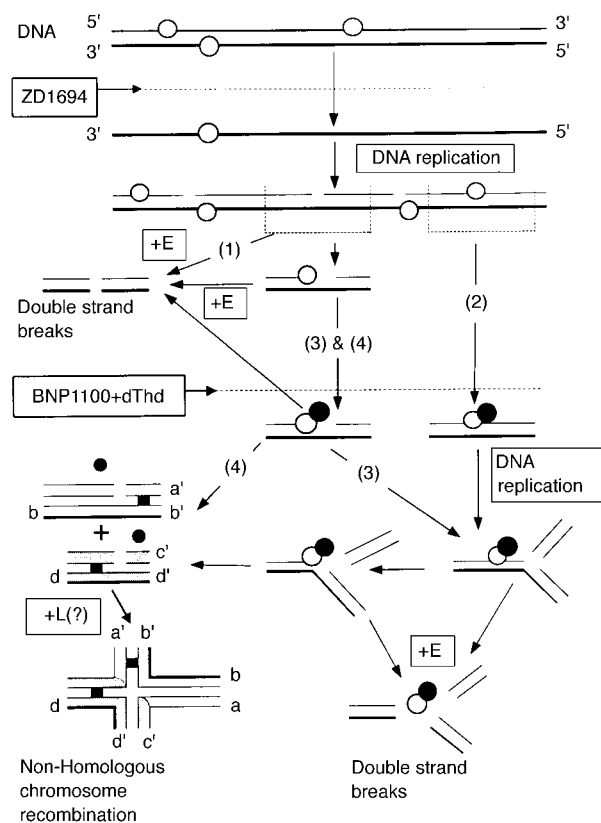 DNA
5'
3'
3'
5'
ZD1694
3'
5'
DNA replication
+E
(1)
+E
Double strand
breaks
(2)
(3) & (4)
BNP1100+dThd
(4)
(3)
DNA
replication
a'
b
b'
+
c'
d
d'
+L(?)
a'
b'
b
d
a
d'
c'
+E
Non-Homologous
chromosome
recombination
Double strand
breaks